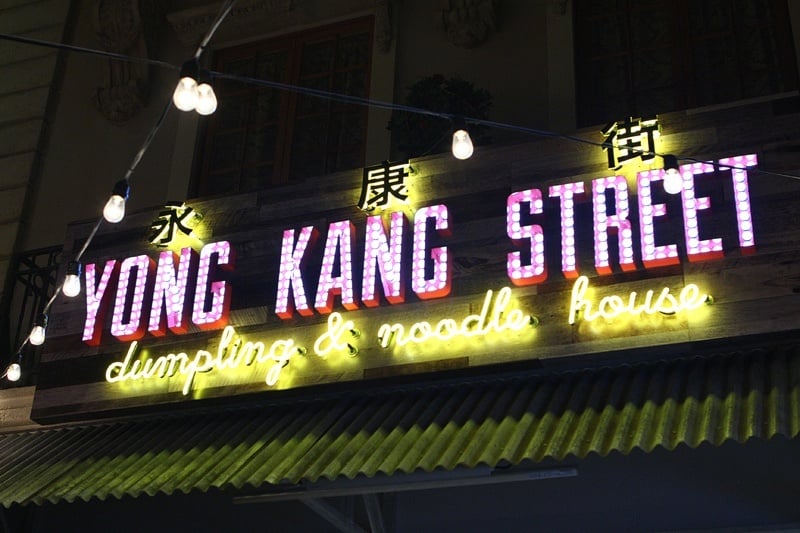 永 康 街
YONG KANG STREET
dumpling & noodle house